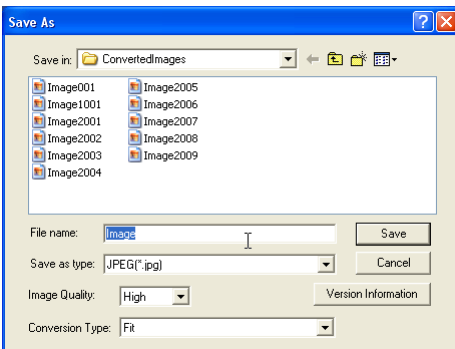 Save As
Save in: ConvertedImages
Image001 Image2005
Image1001 Image2006
Image2001 Image2007
Image2002 Image2008
Image2003 Image2009
Image2004
File name: Image Save
Save as type: JPEG(*.jpg) Cancel
Image Quality: High Version Information
Conversion Type: Fit